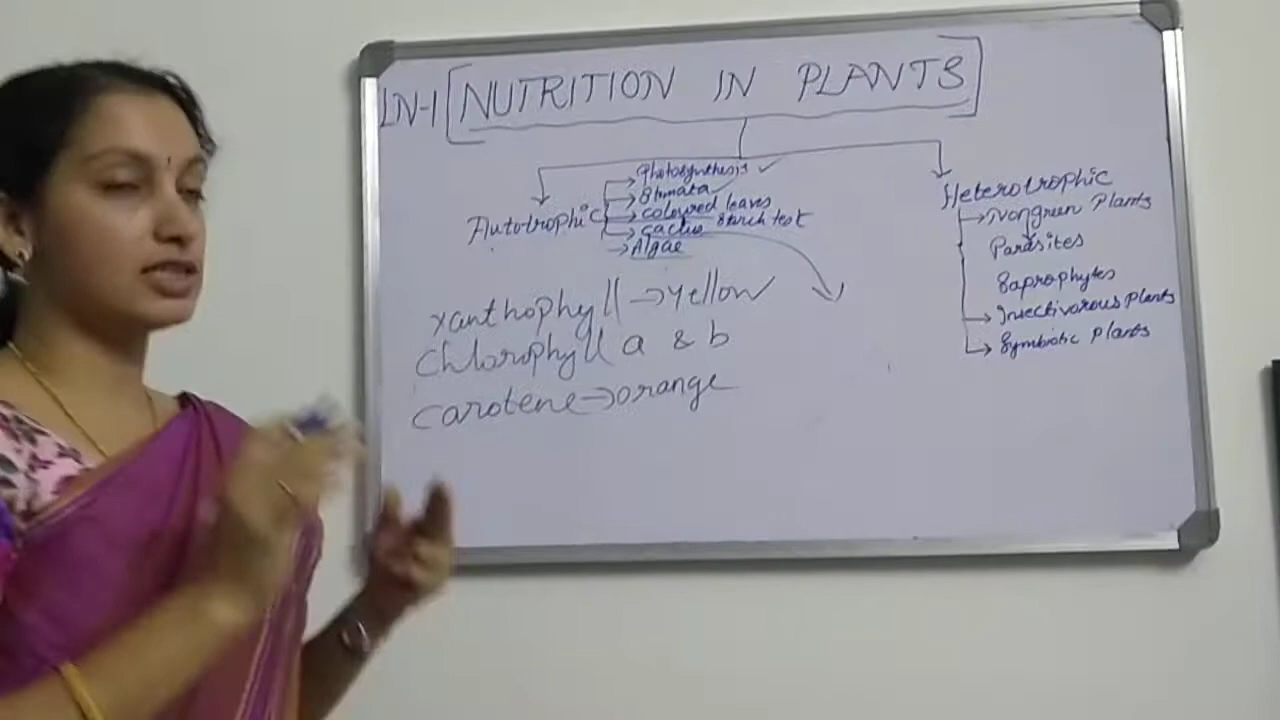 LN-1 [NUTRITION IN PLANTS]
Autotrophic
→ Photosynthesis ✓
→ Stomata ✓
→ coloured leaves
→ cactus starch test
→ Algae
xanthophyll → yellow
Chlorophyll a & b
carotene → orange
Heterotrophic
→ Nongreen Plants
Parasites
Saprophytes
→ Insectivorous plants
→ Symbiotic Plants